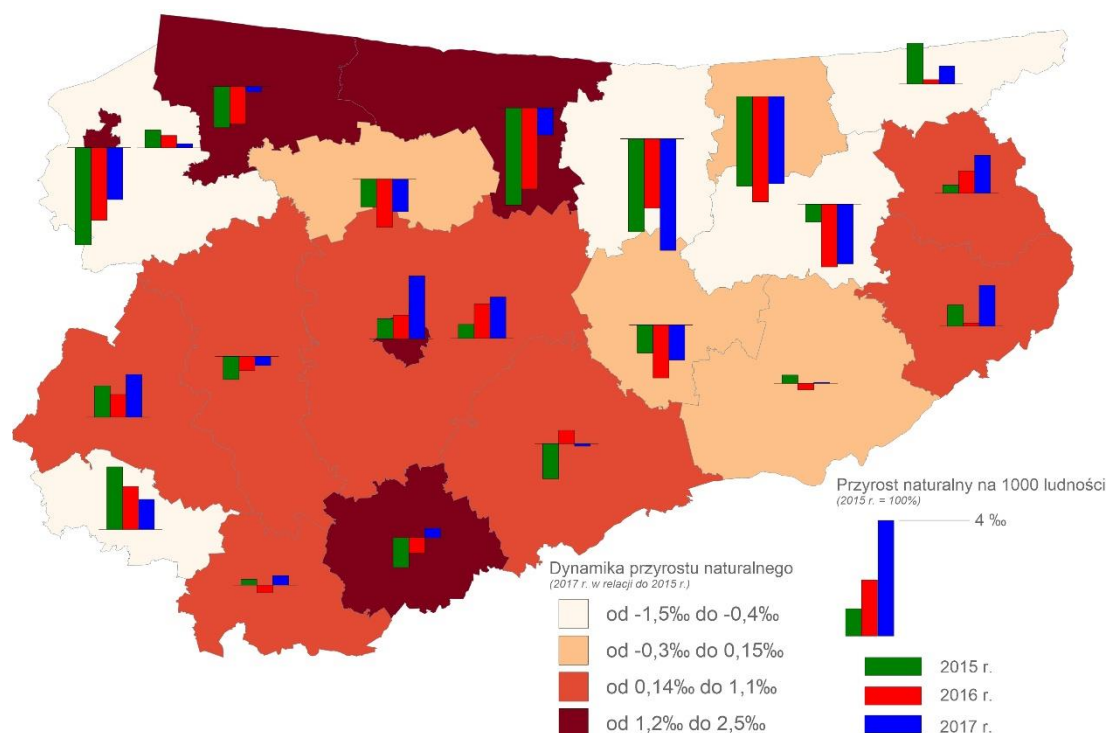 Przyrost naturalny na 1000 ludności
(2015 r. = 100%)
4 ‰
Dynamika przyrostu naturalnego
(2017 r. w relacji do 2015 r.)
od -1,5‰ do -0,4‰
od -0,3‰ do 0,15‰
od 0,14‰ do 1,1‰
od 1,2‰ do 2,5‰
2015 r.
2016 r.
2017 r.